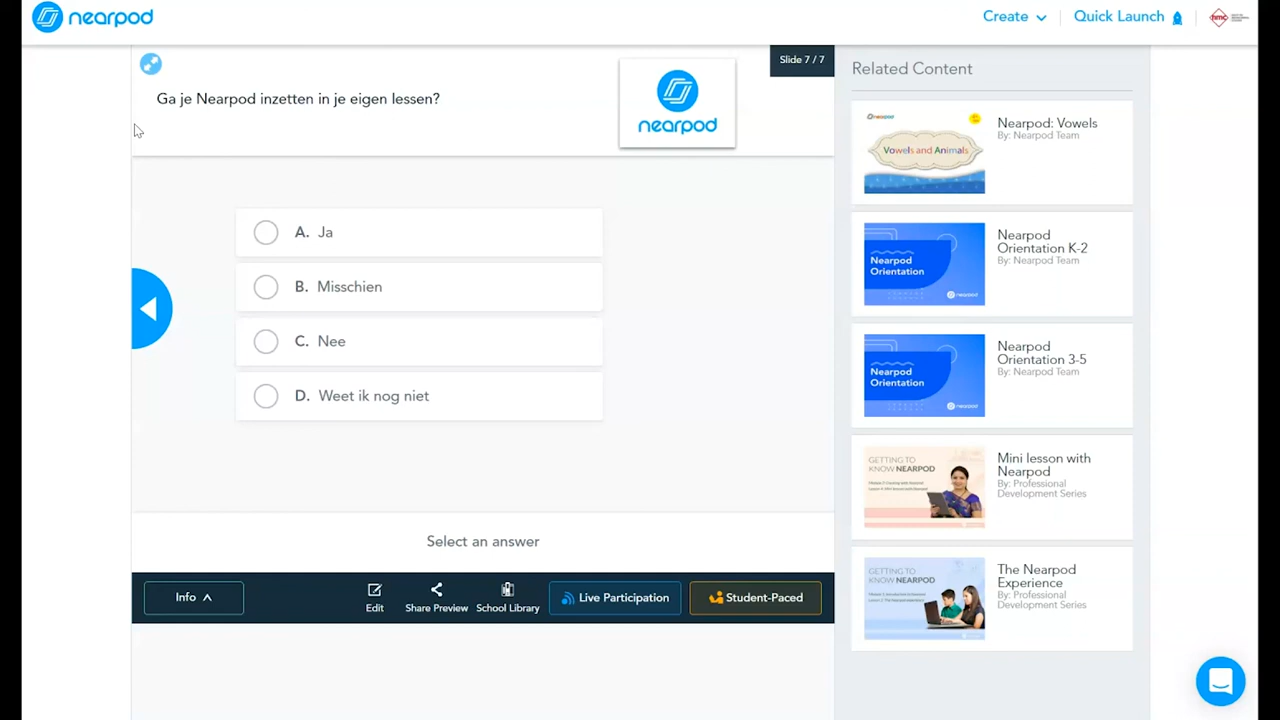 nearpod
Create
Quick Launch
Slide 7 / 7
Ga je Nearpod inzetten in je eigen lessen?
nearpod
A. Ja
B. Misschien
C. Nee
D. Weet ik nog niet
Select an answer
Info
Edit
Share Preview
School Library
Live Participation
Student-Paced
Related Content
nearpod
Vowels and Animals
Nearpod: Vowels
By: Nearpod Team
Nearpod
Orientation
nearpod
Nearpod
Orientation K-2
By: Nearpod Team
Nearpod
Orientation
nearpod
Nearpod
Orientation 3-5
By: Nearpod Team
GETTING TO
KNOW NEARPOD
Mini lesson with
Nearpod
By: Professional
Development Series
GETTING TO
KNOW NEARPOD
The Nearpod
Experience
By: Professional
Development Series